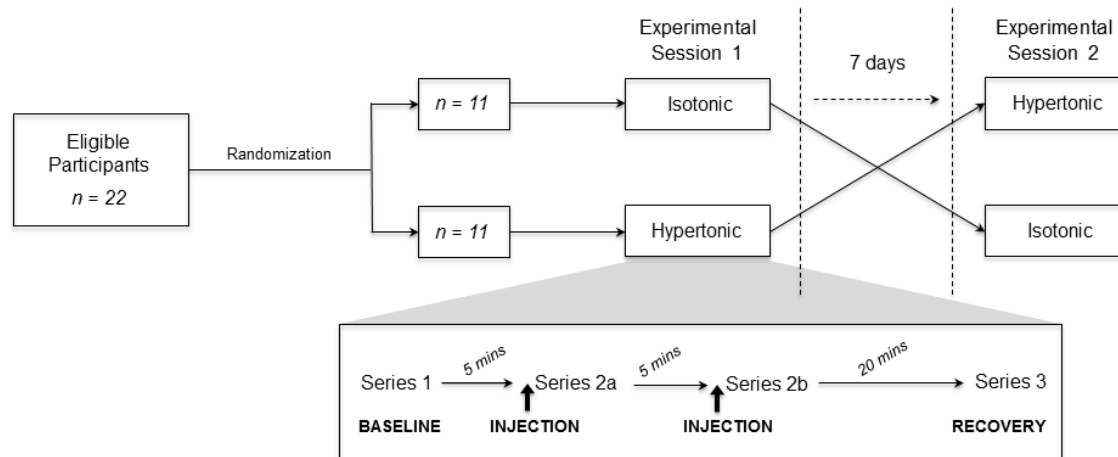 Experimental
Session 1
7 days
Experimental
Session 2
Eligible
Participants
n = 22
Randomization
n = 11
Isotonic
Hypertonic
n = 11
Hypertonic
Isotonic
Series 1
5 mins
Series 2a
5 mins
Series 2b
20 mins
Series 3
BASELINE
INJECTION
INJECTION
RECOVERY